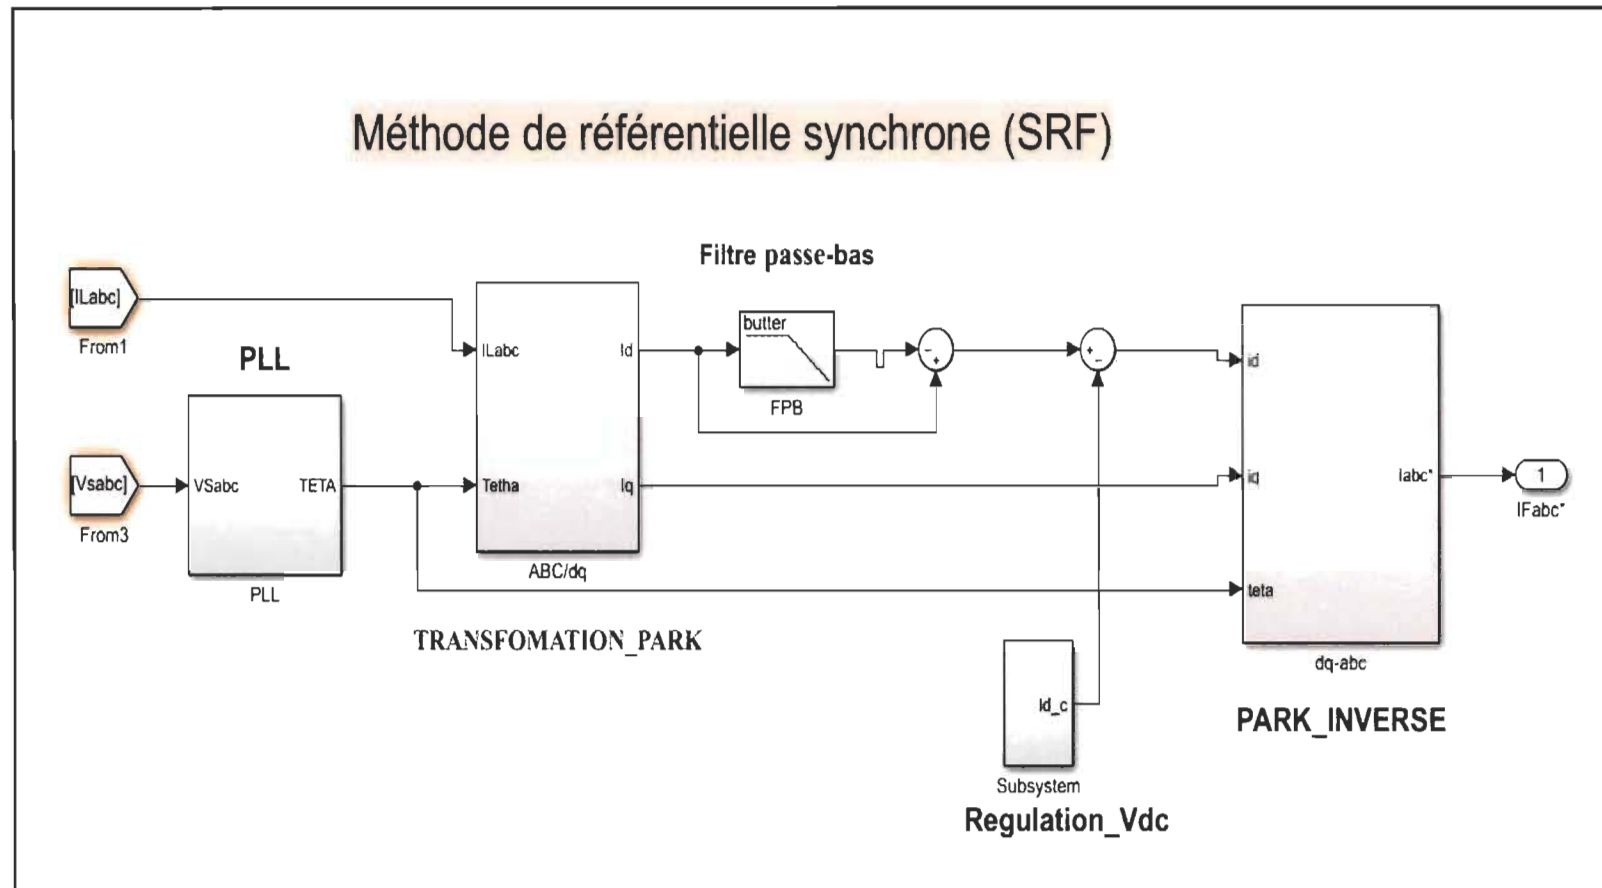 Méthode de référentielle synchrone (SRF)
Filtre passe-bas
[ILabc]
From1
PLL
ILabc
Id
butter
FPB
-
+
+
-
id
[Vsabc]
From3
VSabc
TETA
PLL
Tetha
Iq
ABC/dq
TRANSFOMATION_PARK
iq
Iabc*
1
IFabc*
teta
dq-abc
PARK_INVERSE
Id_c
Subsystem
Regulation_Vdc